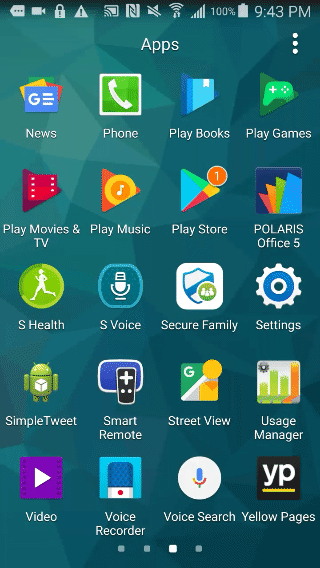 100% 9:43 PM
Apps
News
Phone
Play Books
Play Games
Play Movies &
TV
Play Music
1
Play Store
POLARIS
Office 5
S Health
S Voice
Secure Family
Settings
SimpleTweet
Smart
Remote
Street View
Usage
Manager
Video
Voice
Recorder
Voice Search
yp
Yellow Pages